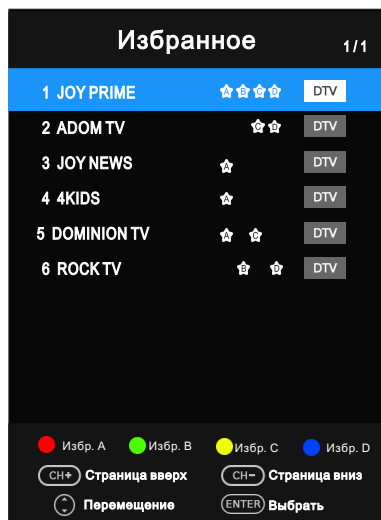 Избранное 1/1
1 JOY PRIME A B C D DTV
2 ADOM TV C D DTV
3 JOY NEWS A DTV
4 4KIDS A DTV
5 DOMINION TV A C DTV
6 ROCK TV B D DTV
Избр. A Избр. B Избр. C Избр. D
CH+ Страница вверх CH− Страница вниз
Перемещение ENTER Выбрать